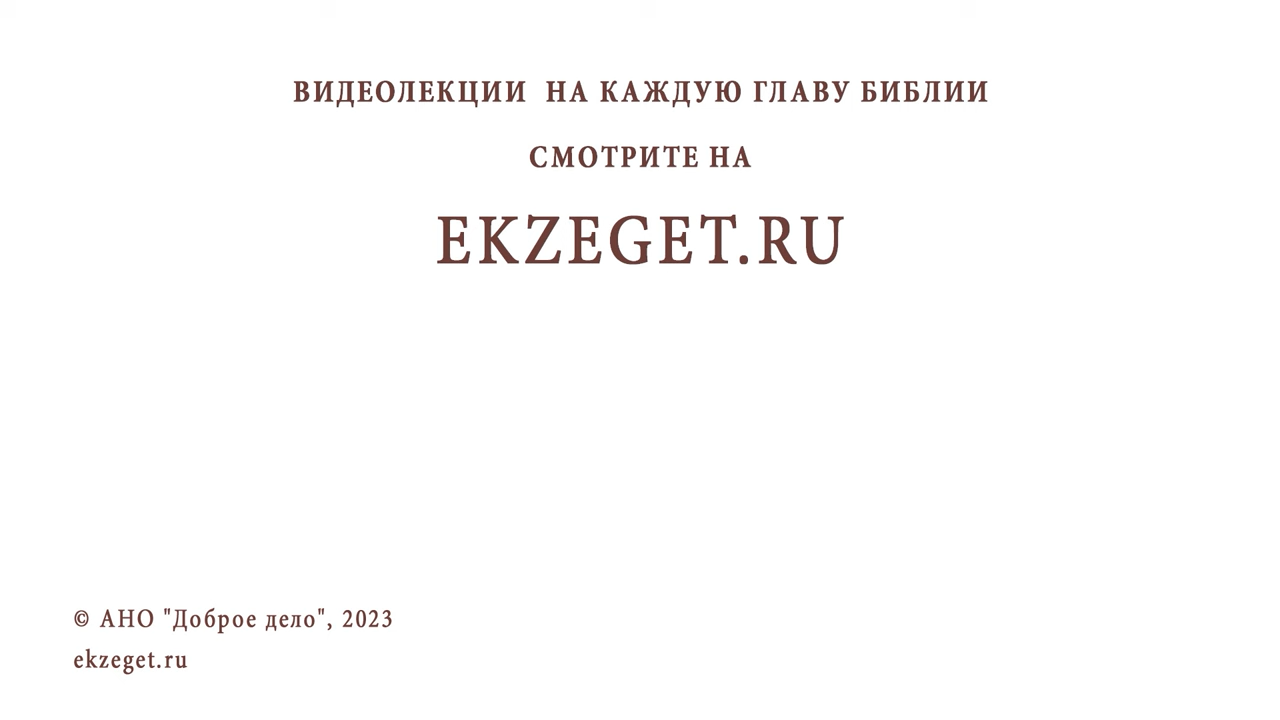 ВИДЕОЛЕКЦИИ НА КАЖДУЮ ГЛАВУ БИБЛИИ
СМОТРИТЕ НА
EKZEGET.RU
© АНО "Доброе дело", 2023
ekzeget.ru